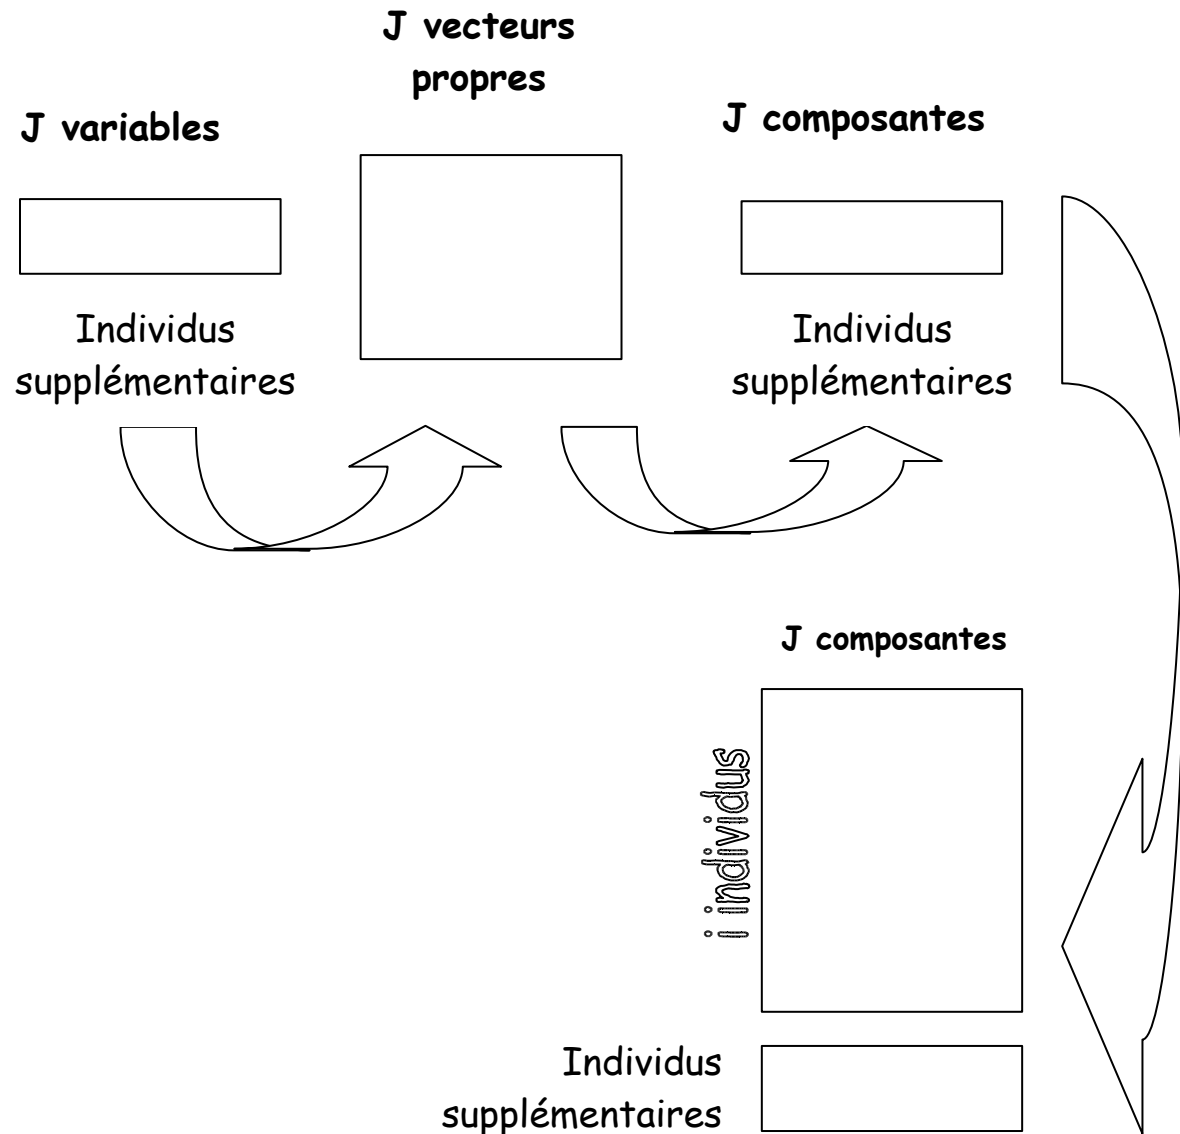 J vecteurs
propres
J variables
J composantes
Individus
supplémentaires
Individus
supplémentaires
J composantes
i individus
Individus
supplémentaires